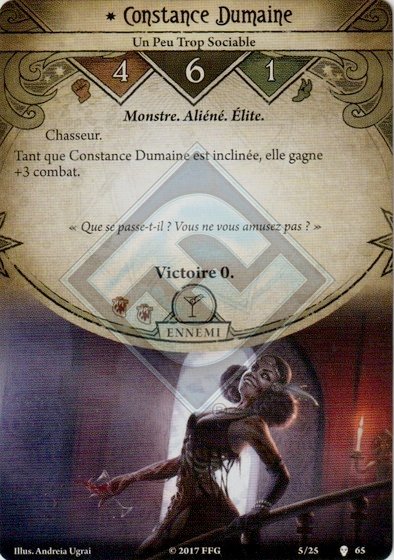 Constance Dumaine
Un Peu Trop Sociable
4 6 1
Monstre. Aliéné. Élite.
Chasseur.
Tant que Constance Dumaine est inclinée, elle gagne
+3 combat.
« Que se passe-t-il ? Vous ne vous amusez pas ? »
Victoire 0.
ENNEMI
Illus. Andreia Ugrai © 2017 FFG 5/25 65